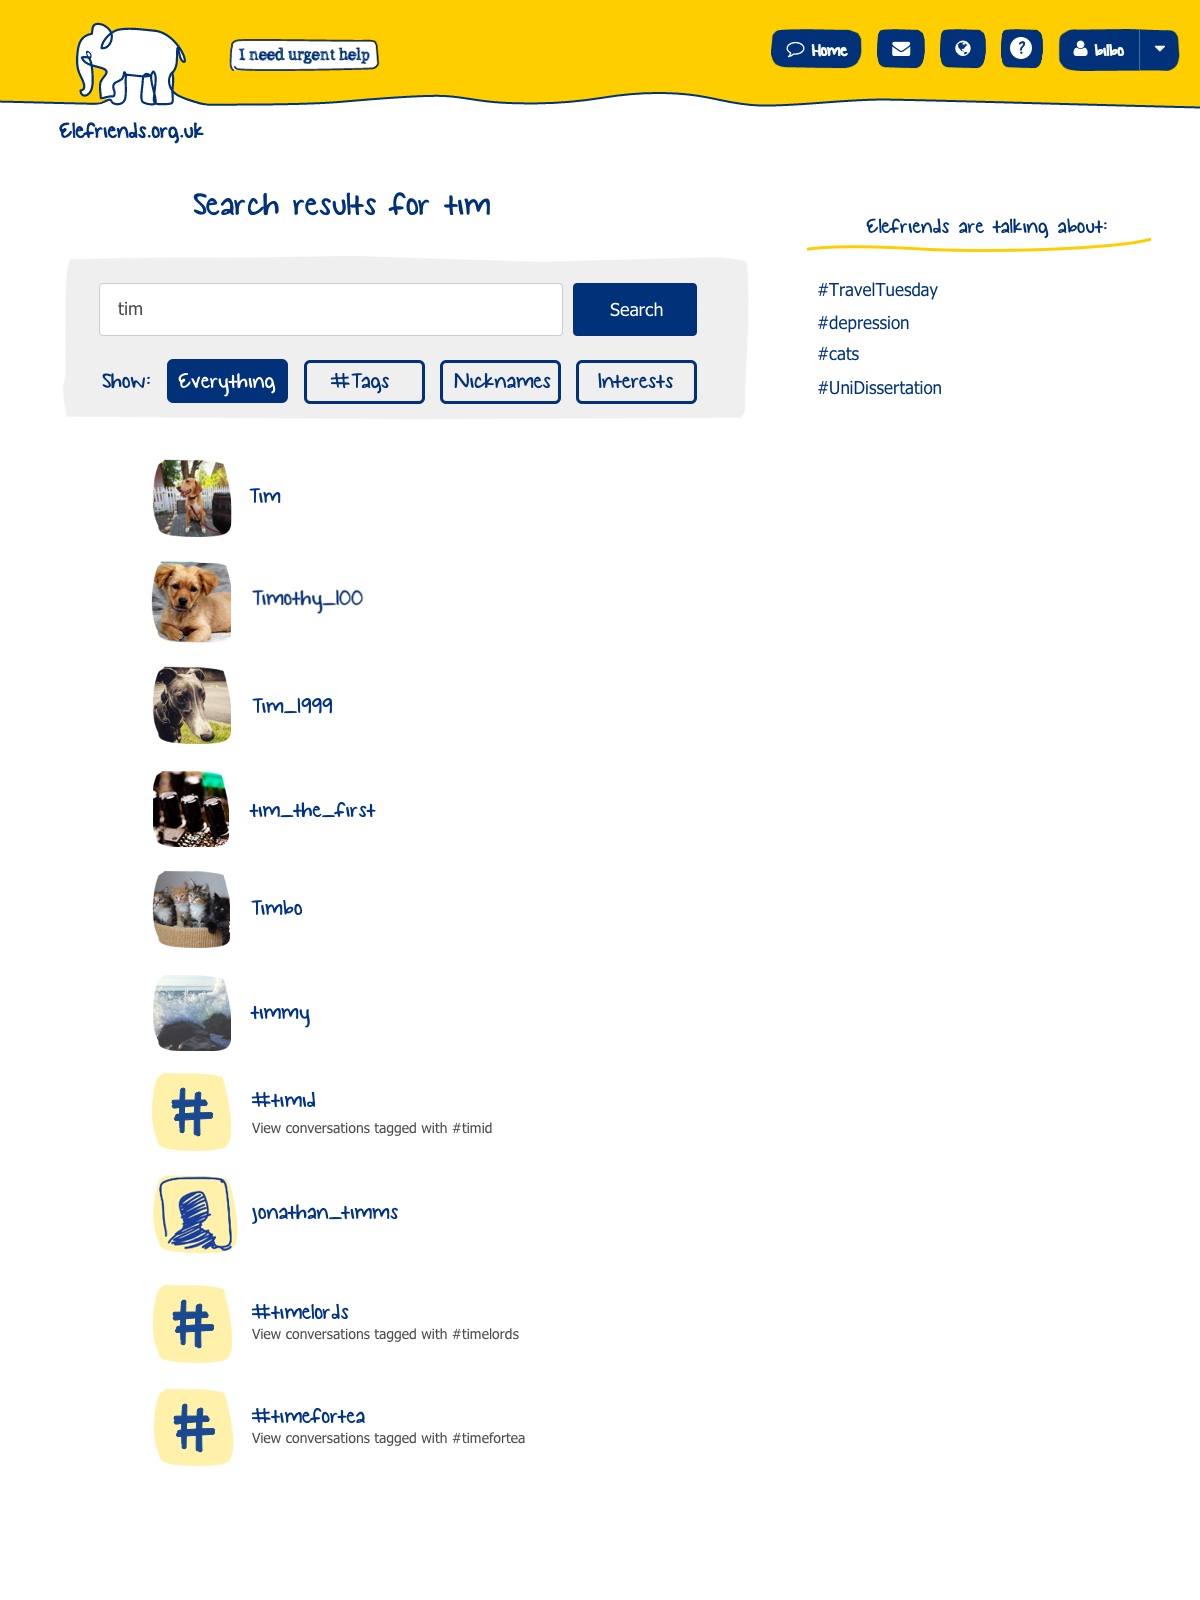 I need urgent help
Home
?
bilbo
Elefriends.org.uk
Search results for tim
Elefriends are talking about:
tim
Search
Show:
Everything
#Tags
Nicknames
Interests
#TravelTuesday
#depression
#cats
#UniDissertation
Tim
Timothy_100
Tim_1999
tim_the_first
Timbo
timmy
#
#timid
View conversations tagged with #timid
jonathan_timms
#
#timelords
View conversations tagged with #timelords
#
#timefortea
View conversations tagged with #timefortea